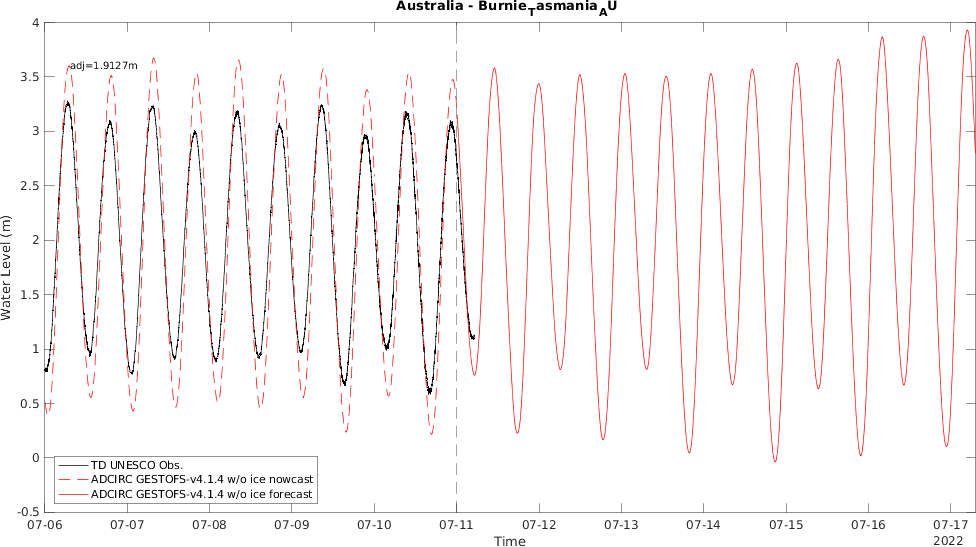 Australia - Burnie_Tasmania_AU
4
3.5
3
2.5
2
1.5
1
0.5
0
-0.5
Water Level (m)
adj=1.9127m
TD UNESCO Obs.
ADCIRC GESTOFS-v4.1.4 w/o ice nowcast
ADCIRC GESTOFS-v4.1.4 w/o ice forecast
07-06 07-07 07-08 07-09 07-10 07-11 07-12 07-13 07-14 07-15 07-16 07-17
Time
2022